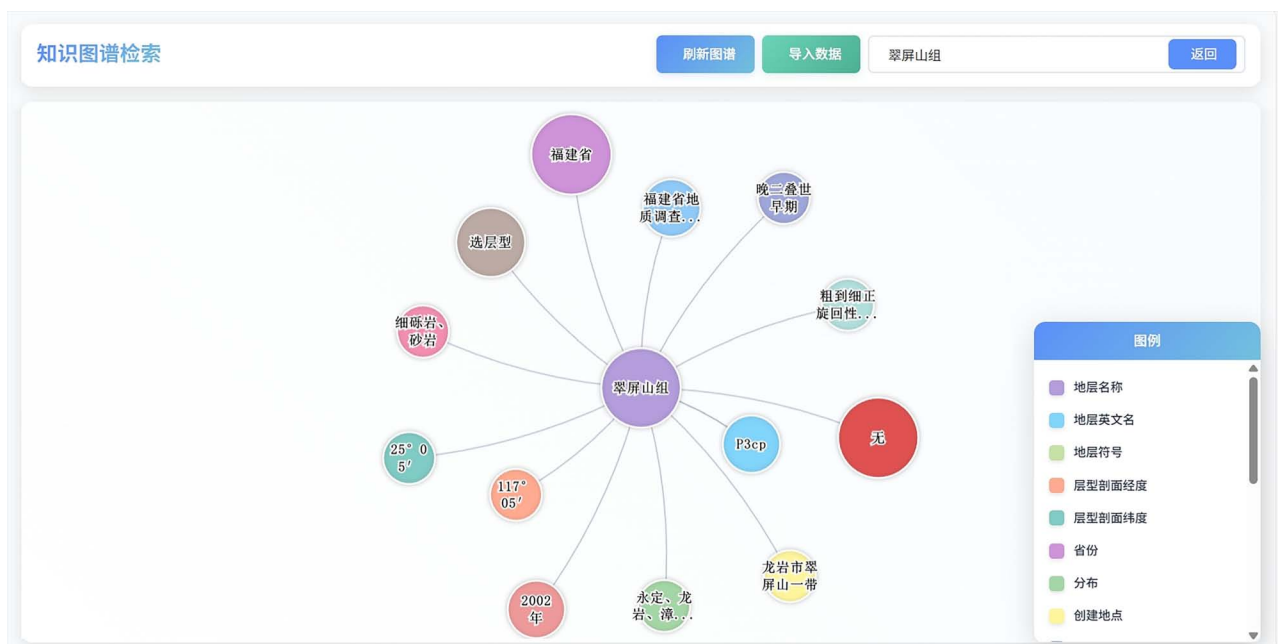 知识图谱检索
刷新图谱
导入数据
翠屏山组
返回
福建省
福建省地
质调查...
晚二叠世
早期
选层型
粗到细正
旋回性...
细砾岩、
砂岩
翠屏山组
无
P3cp
25° 0
5′
117°
05′
龙岩市翠
屏山一带
2002
年
永定、龙
岩、漳...
图例
地层名称
地层英文名
地层符号
层型剖面经度
层型剖面纬度
省份
分布
创建地点